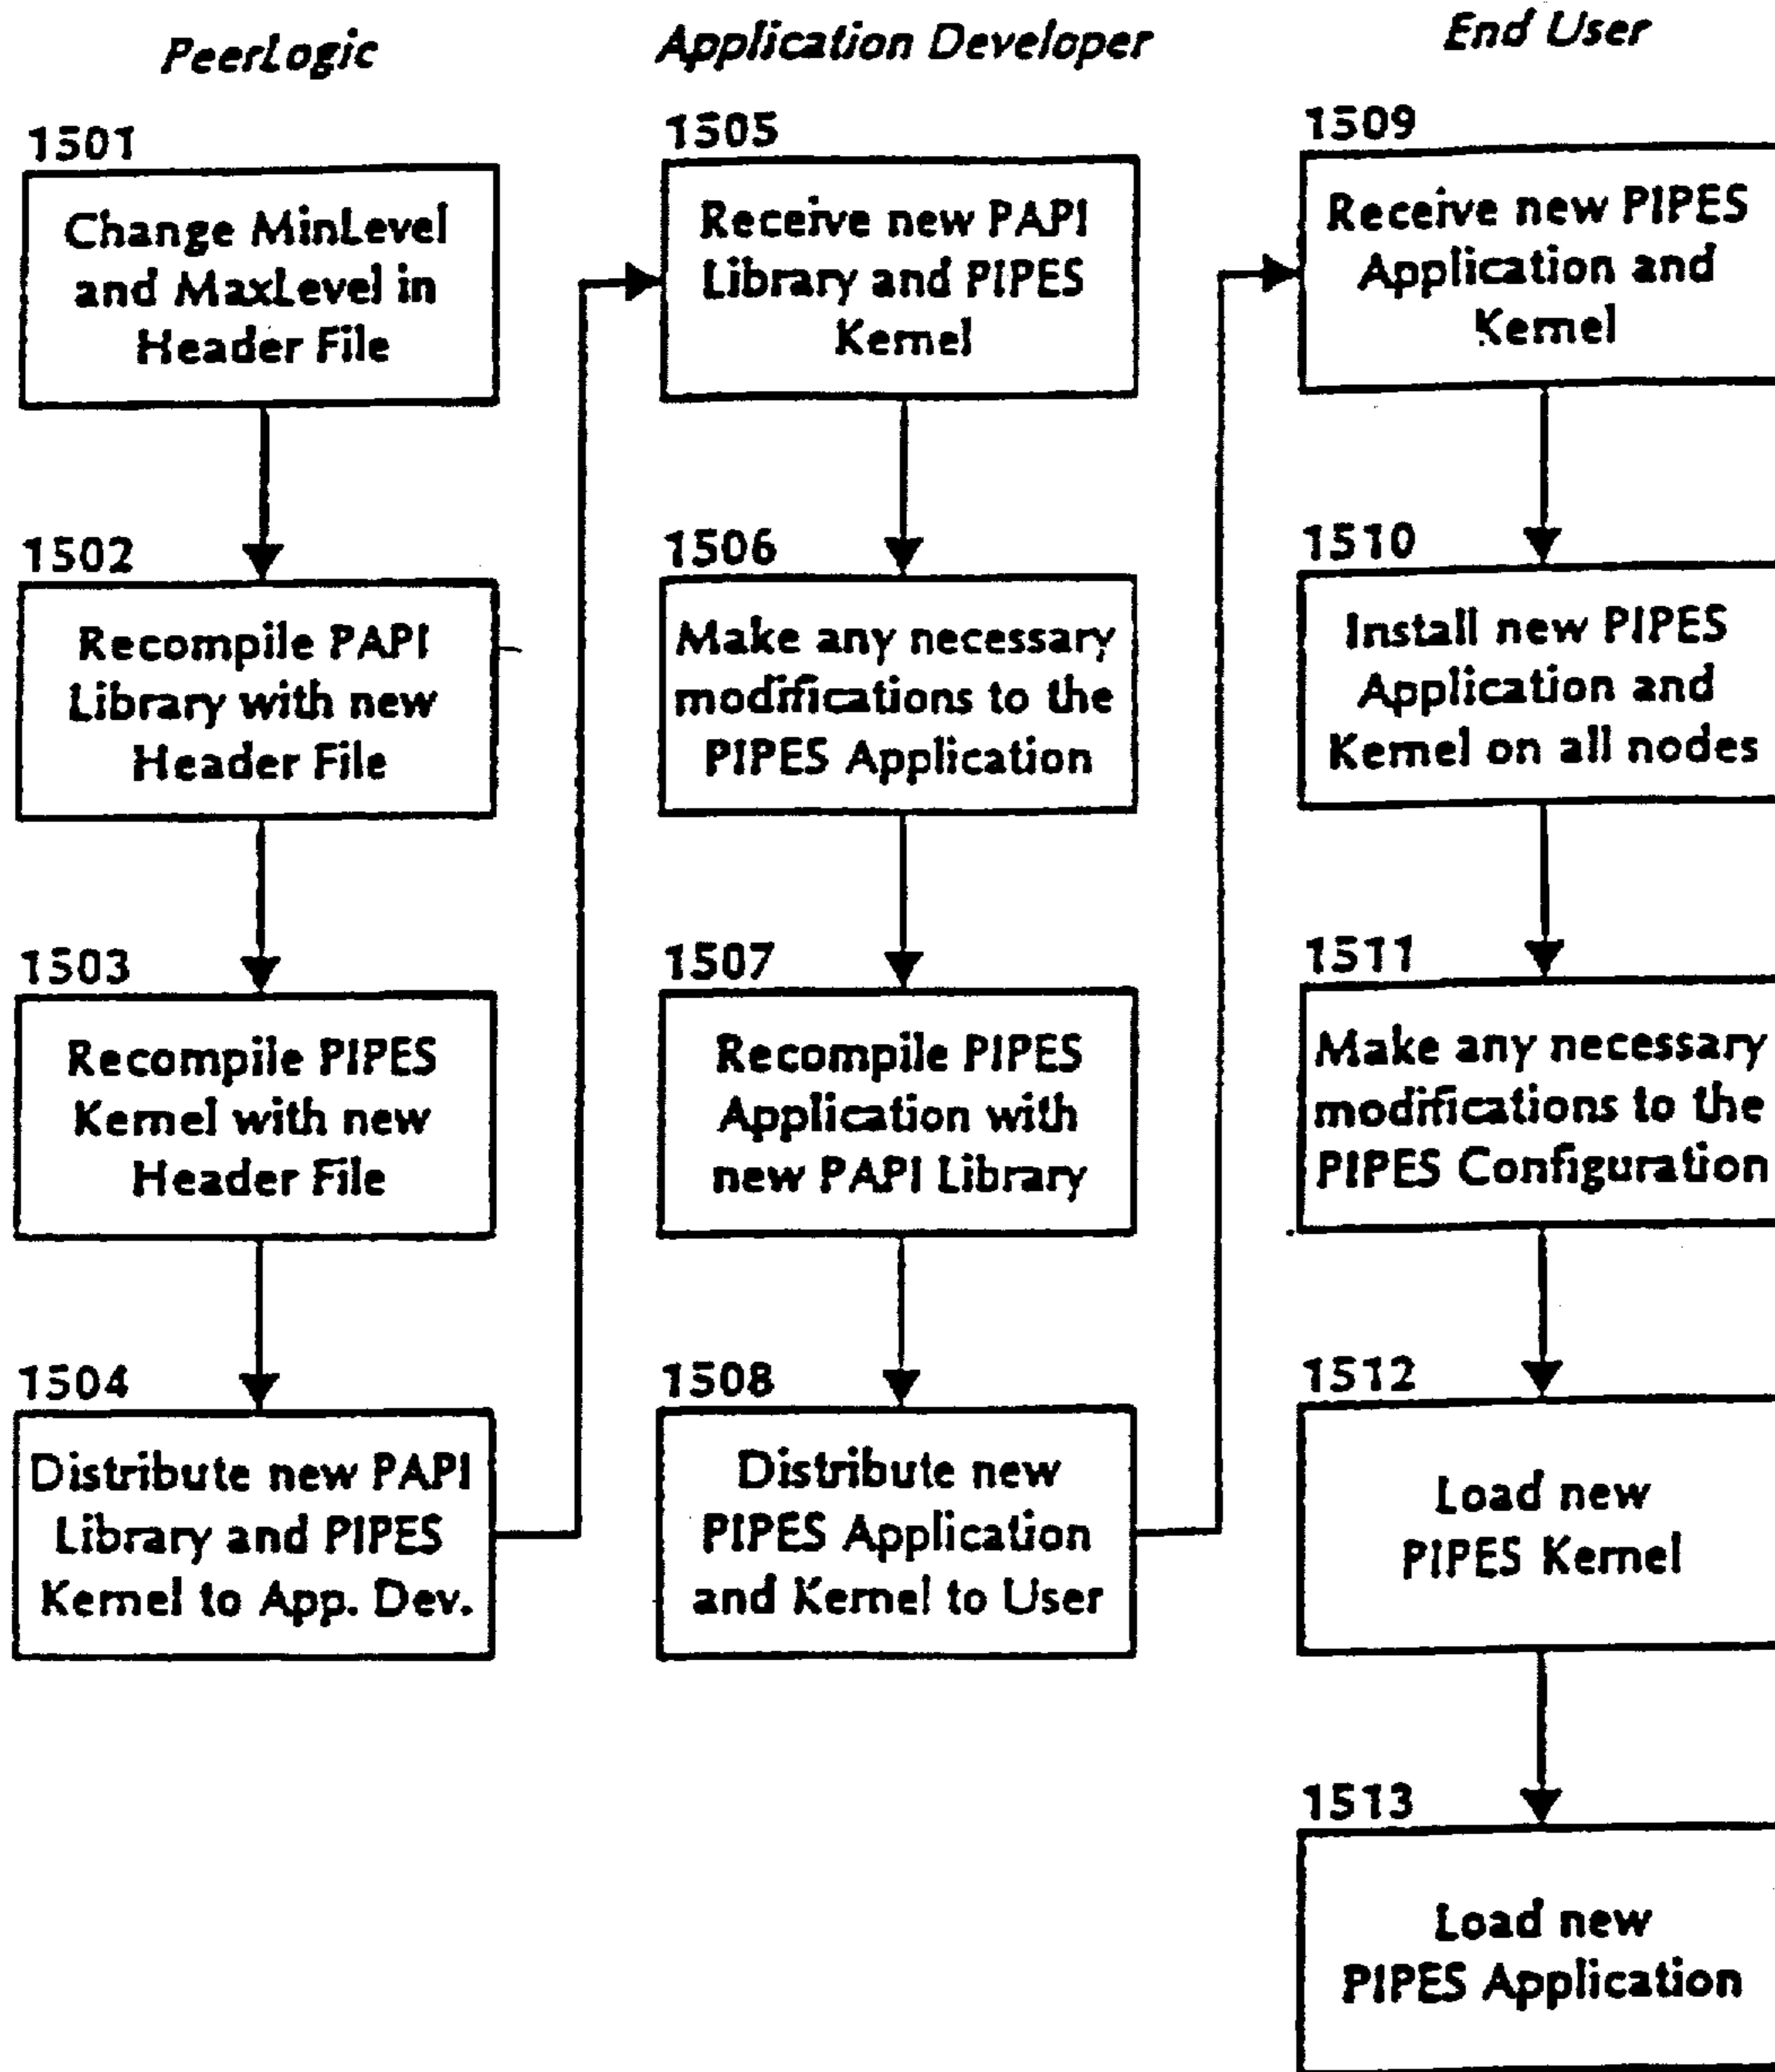 PeerLogic
1501
Change MinLevel
and MaxLevel in
Header File
1502
Recompile PAPI
Library with new
Header File
1503
Recompile PIPES
Kernel with new
Header File
1504
Distribute new PAPI
Library and PIPES
Kernel to App. Dev.
Application Developer
1505
Receive new PAPI
Library and PIPES
Kernel
1506
Make any necessary
modifications to the
PIPES Application
1507
Recompile PIPES
Application with
new PAPI Library
1508
Distribute new
PIPES Application
and Kernel to User
End User
1509
Receive new PIPES
Application and
Kernel
1510
Install new PIPES
Application and
Kernel on all nodes
1511
Make any necessary
modifications to the
PIPES Configuration
1512
Load new
PIPES Kernel
1513
Load new
PIPES Application